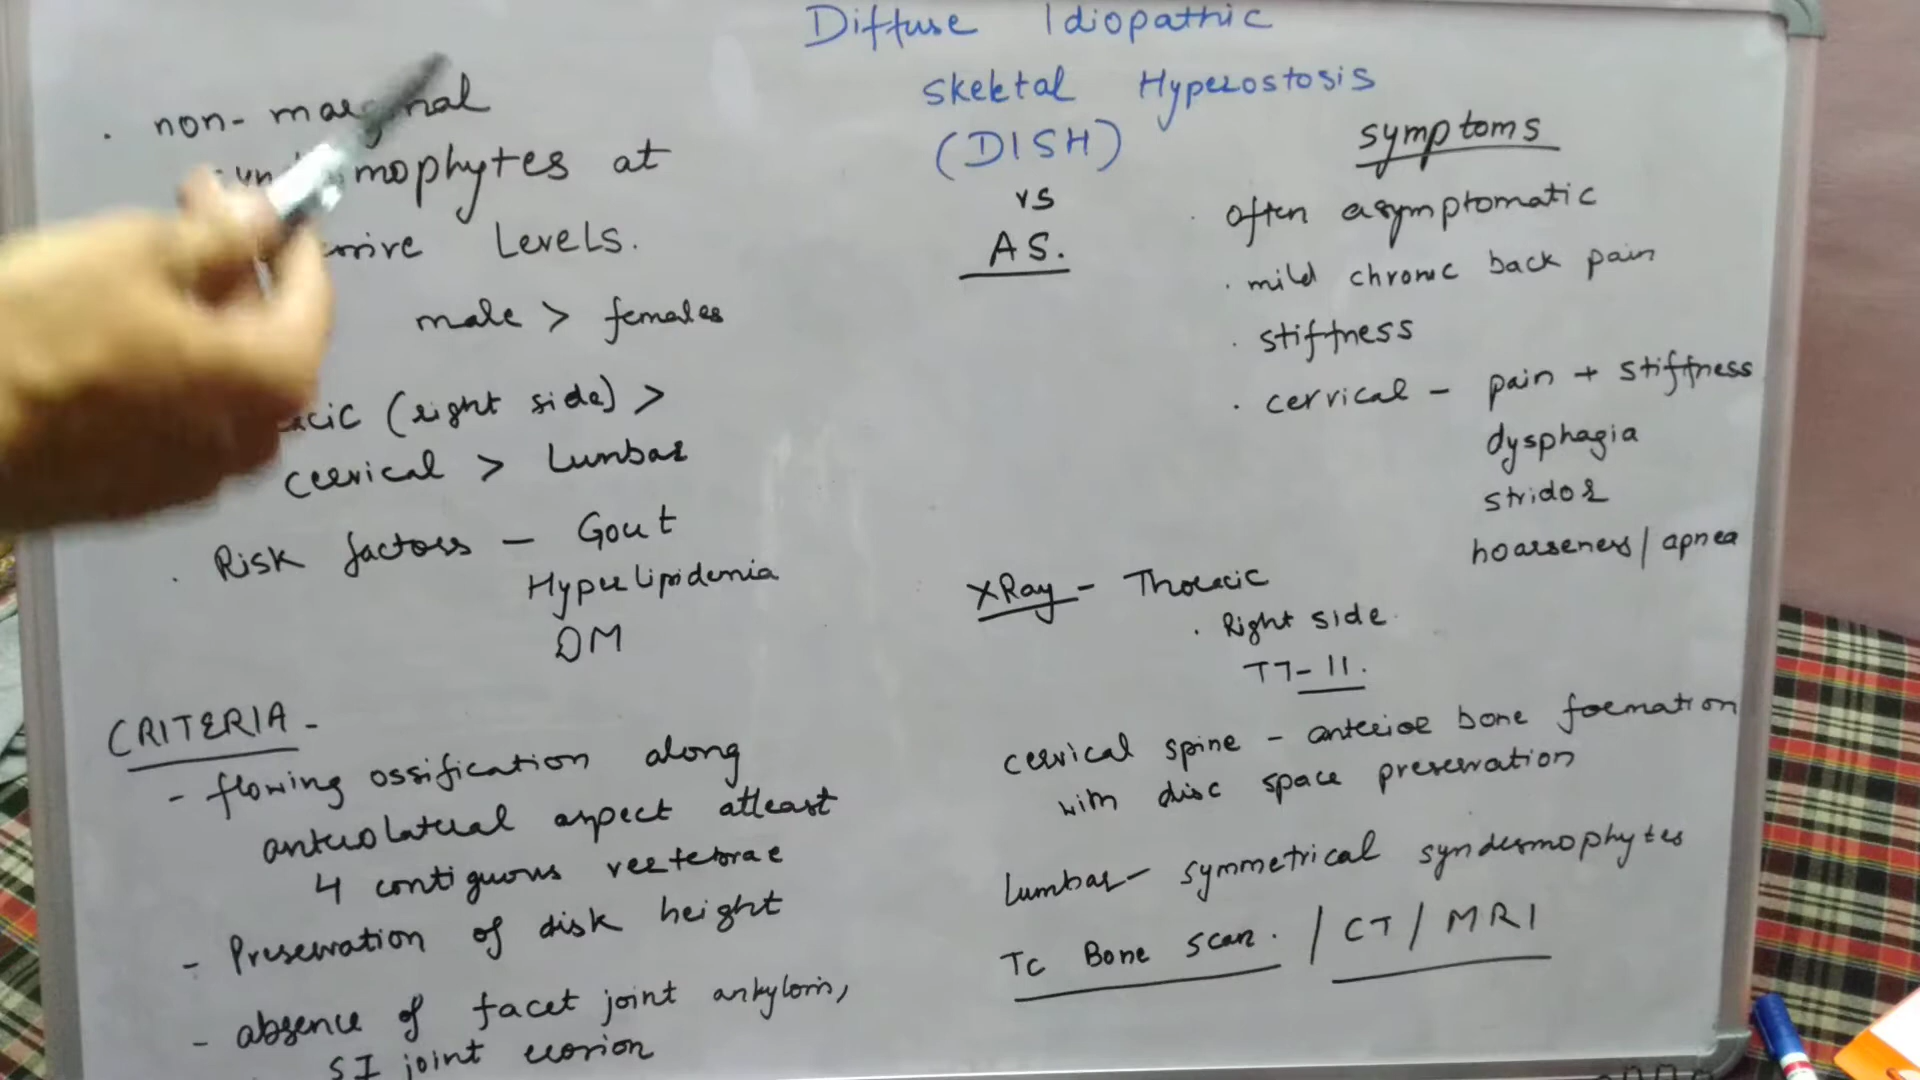 Diffuse Idiopathic
Skeletal Hyperostosis
(DISH)
vs
AS.
. non- marginal
at
Levels.
male > females
(right side) >
cervical > Lumbar
. Risk factors - Gout
Hyperlipidemia
DM
CRITERIA -
- flowing ossification along
anterolateral aspect atleast
4 contiguous vertebrae
- Preservation of disk height
- absence of facet joint ankylosis,
SI joint erosion
symptoms
. often asymptomatic
. mild chronic back pain
. stiffness
. cervical - pain + stiffness
dysphagia
stridor
hoarseness / apnea
XRay - Thoracic
. Right side.
T7-11.
cervical spine - anterior bone formation
with disc space preservation
Lumbar - symmetrical syndesmophytes
Tc Bone scan. / CT / MRI